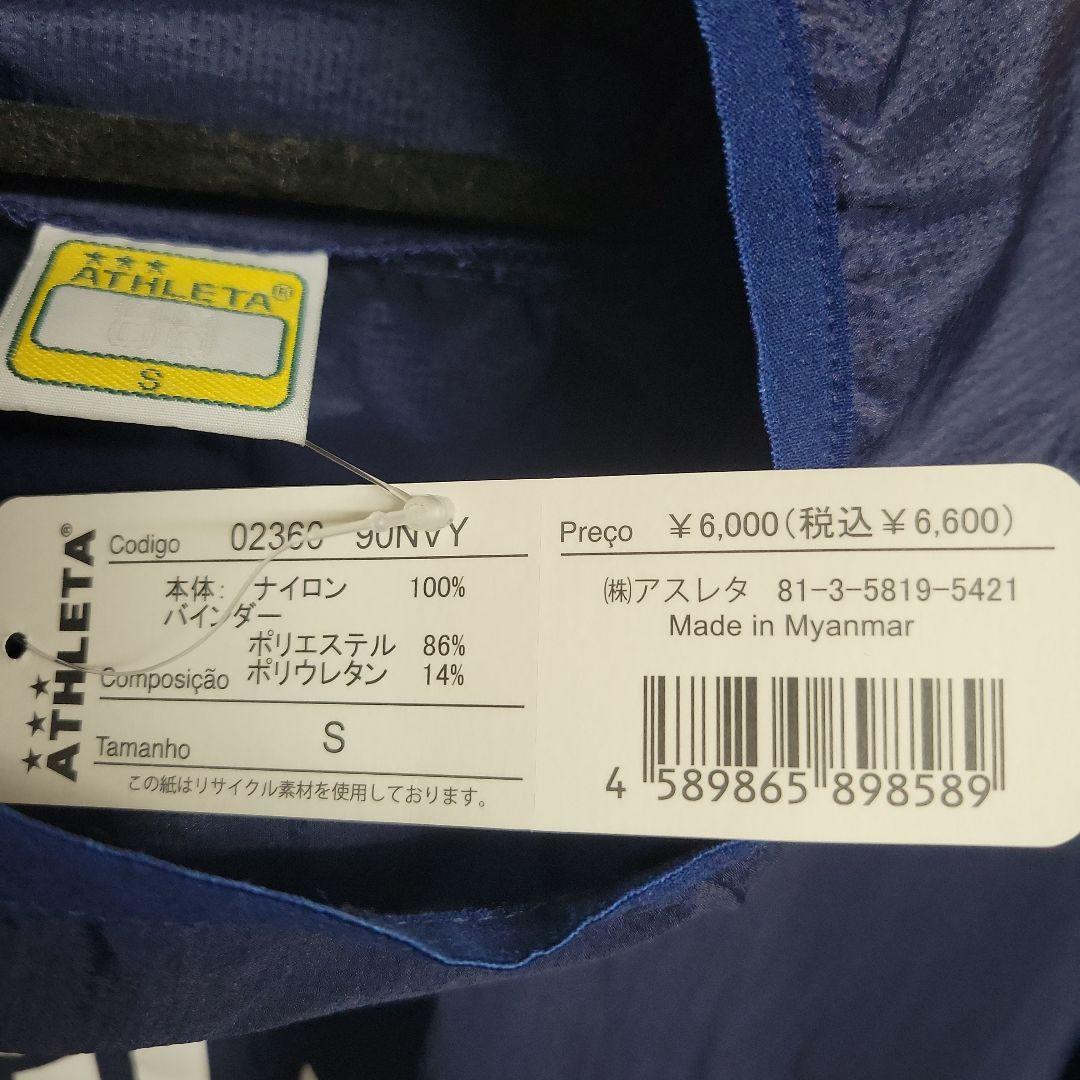 ★★★
ATHLETA®
S
★★★ ATHLETA®
Codigo 02366 90NVY
本体: ナイロン 100%
バインダー
ポリエステル 86%
Composição ポリウレタン 14%
Tamanho S
この紙はリサイクル素材を使用しております。
Preço ¥6,000(税込¥6,600)
㈱アスレタ 81-3-5819-5421
Made in Myanmar
4 589865 898589